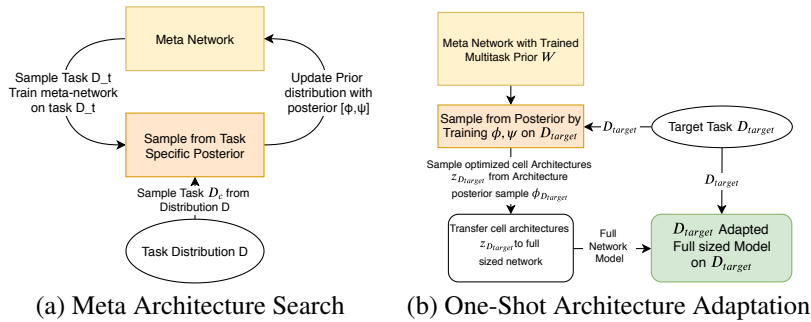 Meta Network
Sample Task D_t
Train meta-network
on task D_t
Update Prior
distribution with
posterior [ϕ,ψ]
Sample from Task
Specific Posterior
Sample Task D_c from
Distribution D
Task Distribution D
(a) Meta Architecture Search
Meta Network with Trained
Multitask Prior W
Sample from Posterior by
Training ϕ, ψ on D_target
D_target
Target Task D_target
Sample optimized cell Architectures
z_D_target from Architecture
posterior sample ϕ_D_target
D_target
Transfer cell architectures
z_D_target to full
sized network
Full
Network
Model
D_target Adapted
Full sized Model
on D_target
(b) One-Shot Architecture Adaptation